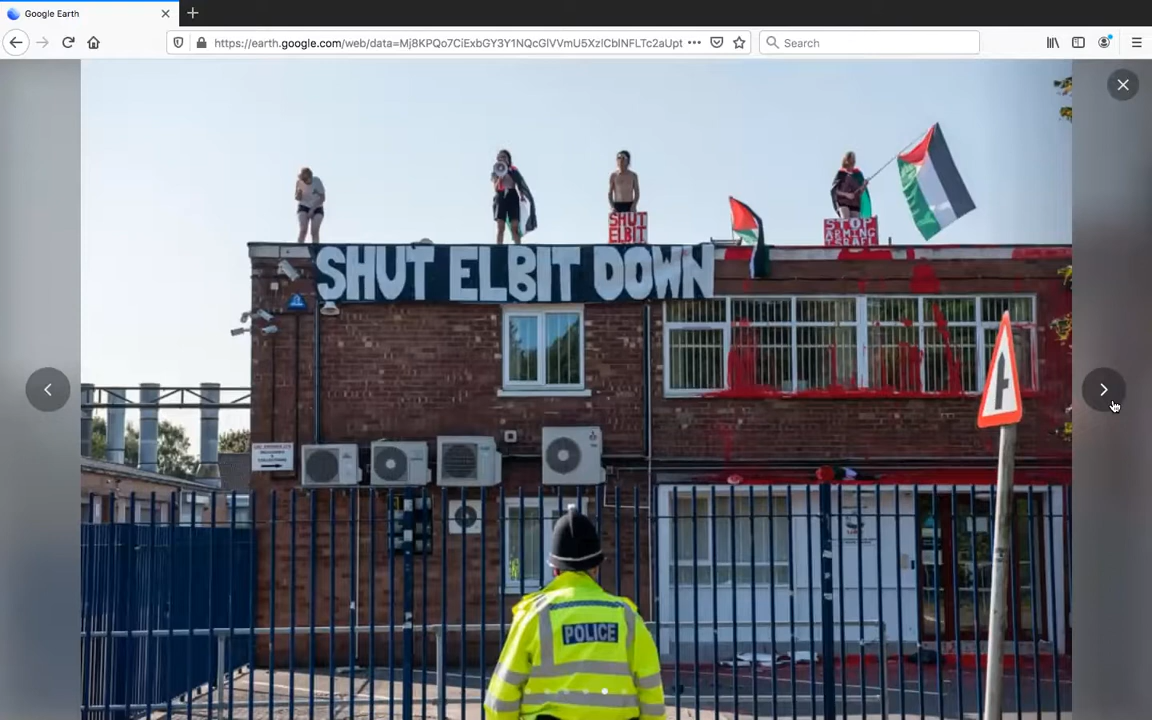 Google Earth
https://earth.google.com/web/data=Mj8KPQo7CiExbGY3Y1NQcGlVVmU5XzlCblNFLTc2aUpt
Search
SHUT
ELBIT
STOP
ARMING
ISRAEL
SHUT ELBIT DOWN
POLICE